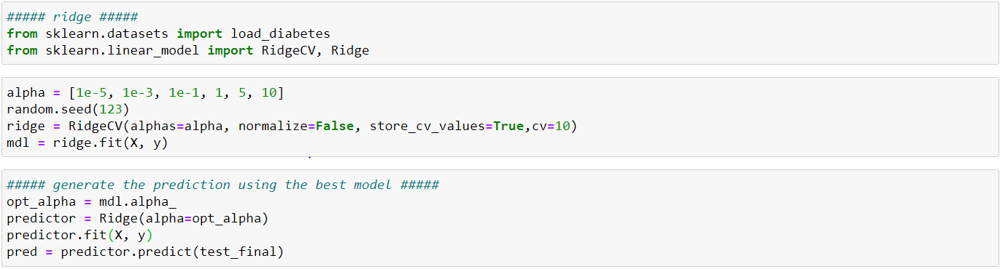 ##### ridge #####
from sklearn.datasets import load_diabetes
from sklearn.linear_model import RidgeCV, Ridge
alpha = [1e-5, 1e-3, 1e-1, 1, 5, 10]
random.seed(123)
ridge = RidgeCV(alphas=alpha, normalize=False, store_cv_values=True,cv=10)
mdl = ridge.fit(X, y)
##### generate the prediction using the best model #####
opt_alpha = mdl.alpha_
predictor = Ridge(alpha=opt_alpha)
predictor.fit(X, y)
pred = predictor.predict(test_final)